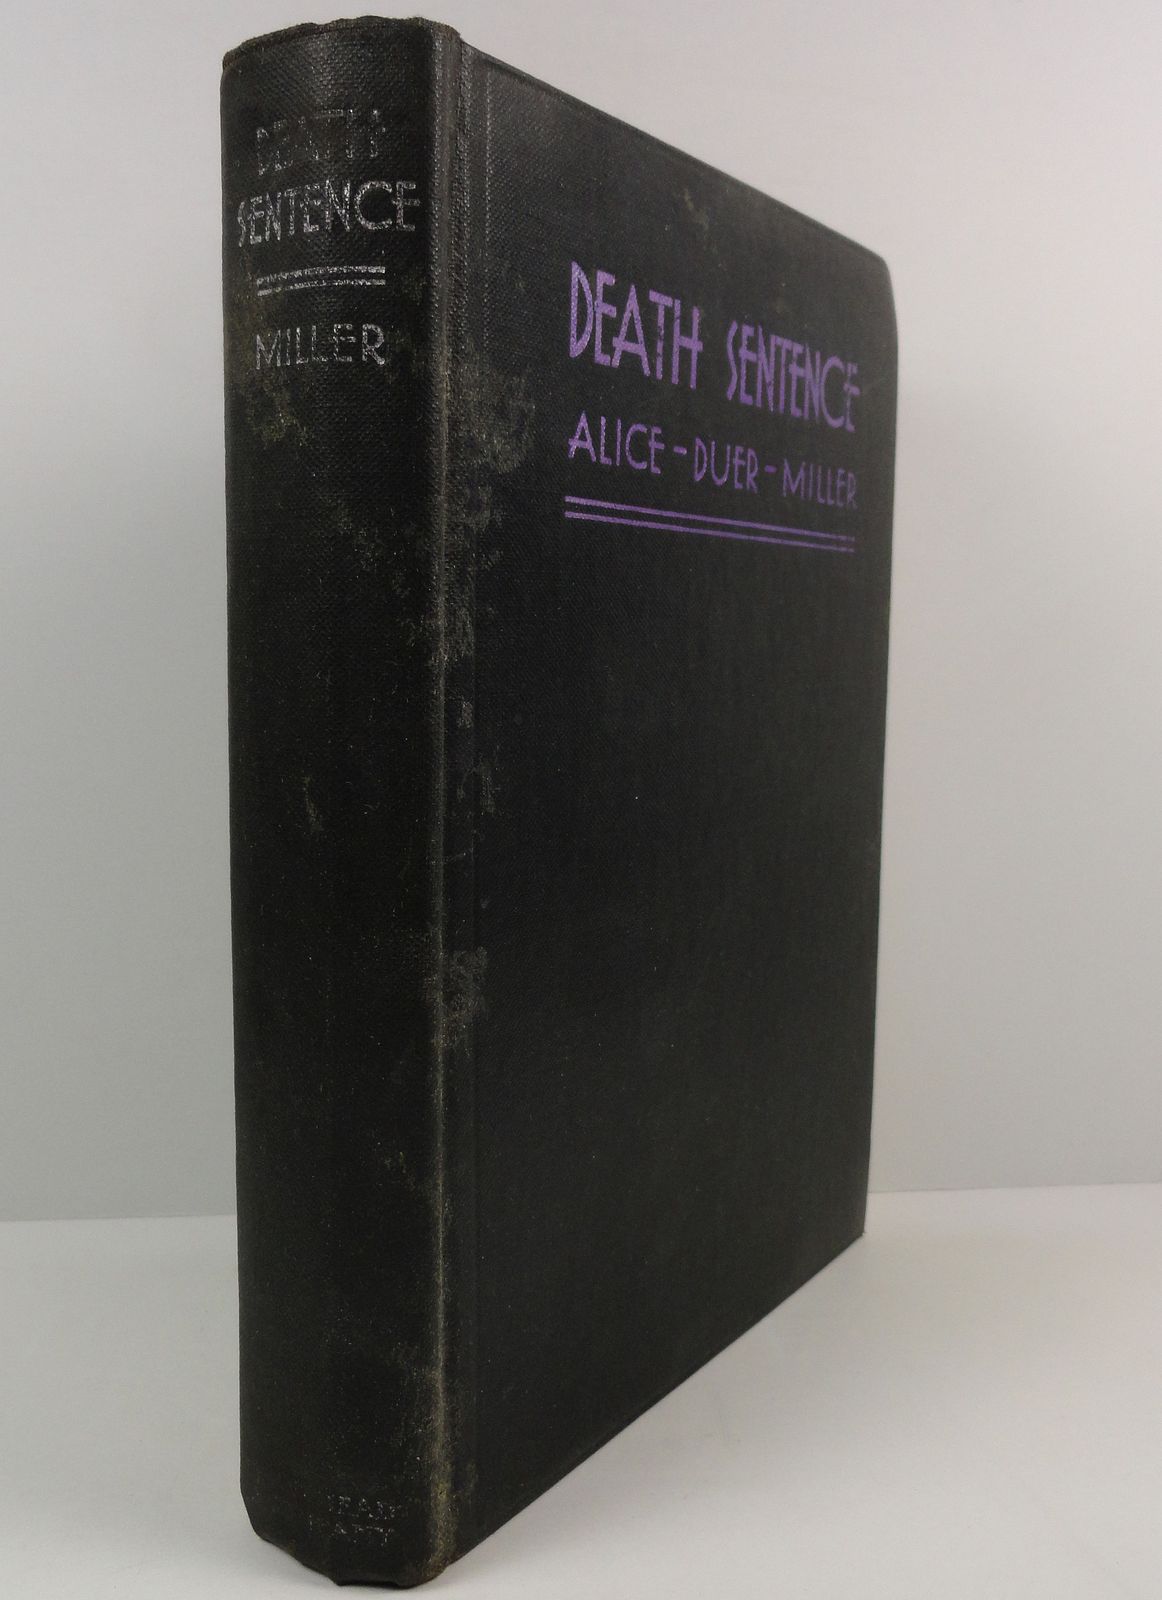 DEATH
SENTENCE
MILLER
DEATH SENTENCE
ALICE-DUER-MILLER